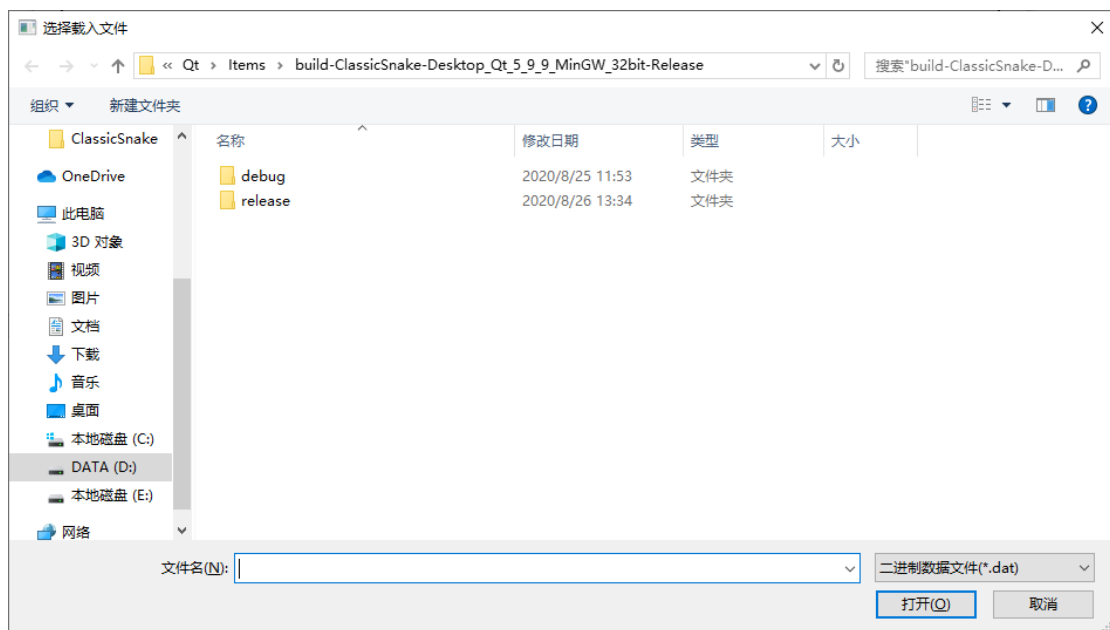 选择载入文件
« Qt › Items › build-ClassicSnake-Desktop_Qt_5_9_9_MinGW_32bit-Release
搜索"build-ClassicSnake-D...
组织 新建文件夹
名称 修改日期 类型 大小
ClassicSnake
OneDrive
此电脑
3D 对象
视频
图片
文档
下载
音乐
桌面
本地磁盘 (C:)
DATA (D:)
本地磁盘 (E:)
网络
debug 2020/8/25 11:53 文件夹
release 2020/8/26 13:34 文件夹
文件名(N):
二进制数据文件(*.dat)
打开(O) 取消